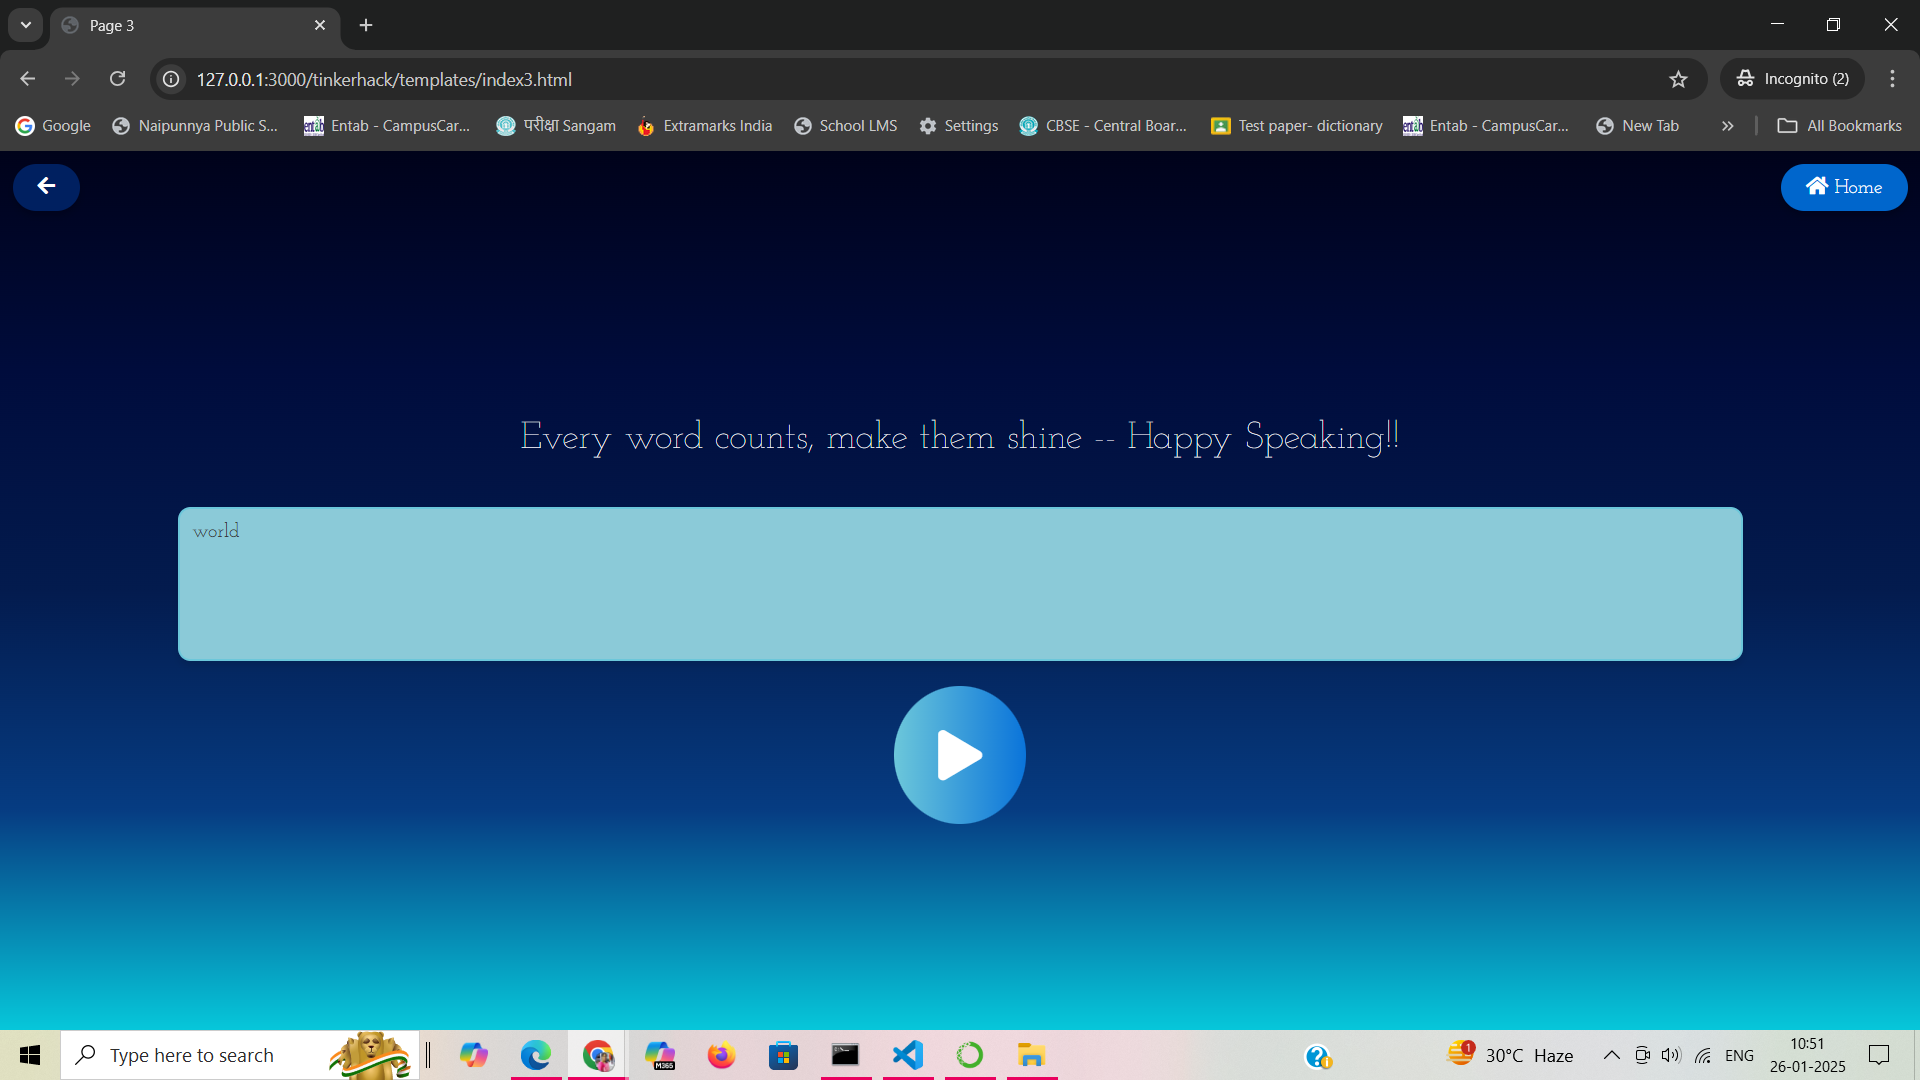 Page 3
127.0.0.1:3000/tinkerhack/templates/index3.html
Incognito (2)
Google
Naipunnya Public S...
Entab - CampusCar...
परीक्षा Sangam
Extramarks India
School LMS
Settings
CBSE - Central Boar...
Test paper- dictionary
Entab - CampusCar...
New Tab
All Bookmarks
Home
Every word counts, make them shine -- Happy Speaking!!
world
Type here to search
M365
1
30°C Haze
ENG
10:51
26-01-2025